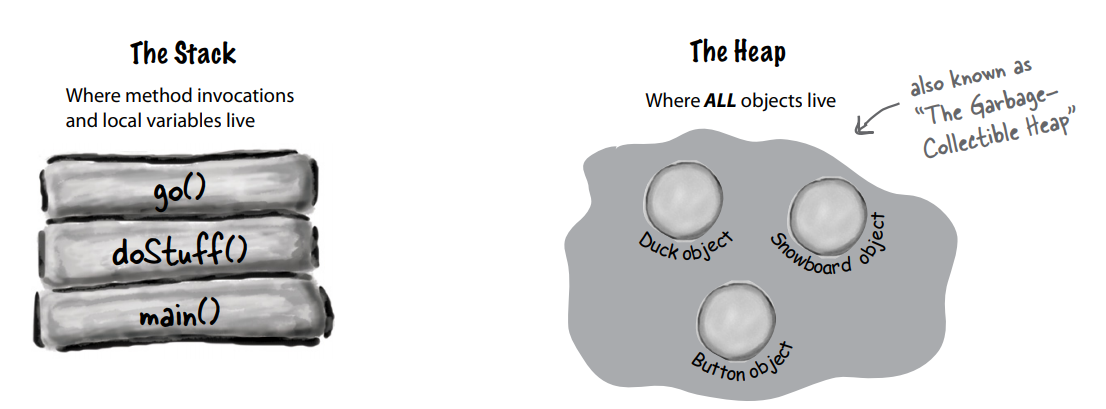 The Stack
Where method invocations
and local variables live
go()
doStuff()
main()
The Heap
Where ALL objects live
also known as
“The Garbage–
Collectible Heap”
Duck object
Snowboard object
Button object